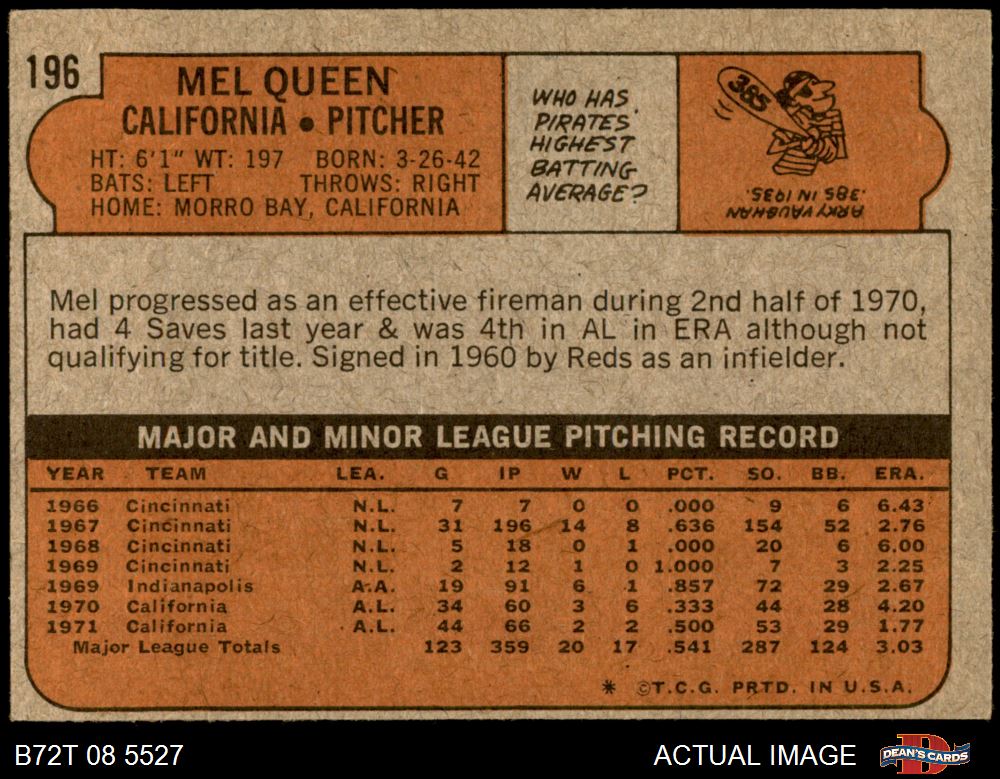 196
MEL QUEEN
CALIFORNIA • PITCHER
HT: 6'1" WT: 197 BORN: 3-26-42
BATS: LEFT THROWS: RIGHT
HOME: MORRO BAY, CALIFORNIA
WHO HAS
PIRATES'
HIGHEST
BATTING
AVERAGE?
385
ARKY VAUGHAN
.385 IN 1935.
Mel progressed as an effective fireman during 2nd half of 1970,
had 4 Saves last year & was 4th in AL in ERA although not
qualifying for title. Signed in 1960 by Reds as an infielder.
MAJOR AND MINOR LEAGUE PITCHING RECORD
YEAR TEAM LEA. G IP W L PCT. SO. BB. ERA.
1966 Cincinnati N.L. 7 7 0 0 .000 9 6 6.43
1967 Cincinnati N.L. 31 196 14 8 .636 154 52 2.76
1968 Cincinnati N.L. 5 18 0 1 .000 20 6 6.00
1969 Cincinnati N.L. 2 12 1 0 1.000 7 3 2.25
1969 Indianapolis A.A. 19 91 6 1 .857 72 29 2.67
1970 California A.L. 34 60 3 6 .333 44 28 4.20
1971 California A.L. 44 66 2 2 .500 53 29 1.77
Major League Totals 123 359 20 17 .541 287 124 3.03
* ©T.C.G. PRTD. IN U.S.A.
B72T 08 5527
ACTUAL IMAGE
DEAN'S CARDS